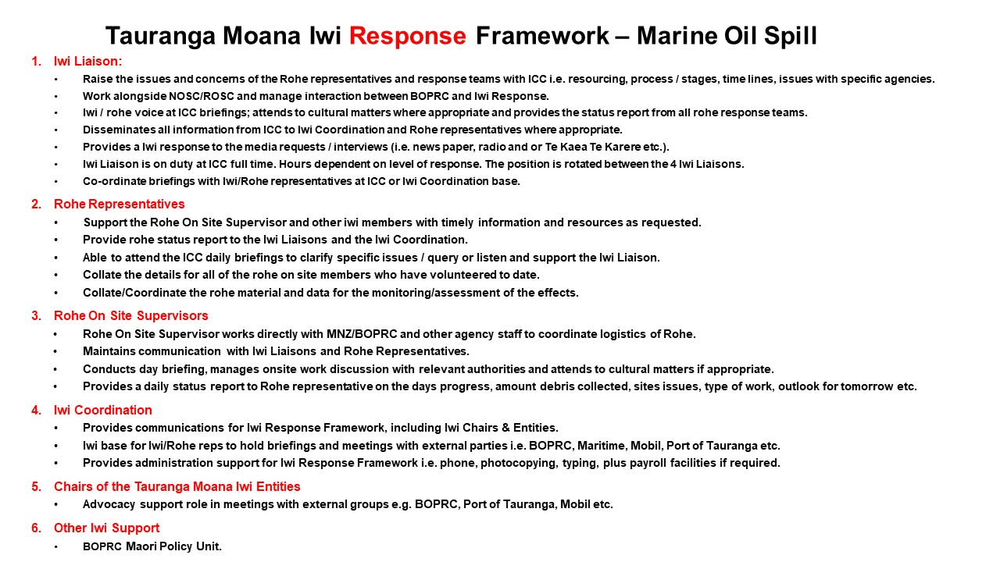 Tauranga Moana Iwi Response Framework – Marine Oil Spill
1. Iwi Liaison:
• Raise the issues and concerns of the Rohe representatives and response teams with ICC i.e. resourcing, process / stages, time lines, issues with specific agencies.
• Work alongside NOSC/ROSC and manage interaction between BOPRC and Iwi Response.
• Iwi / rohe voice at ICC briefings; attends to cultural matters where appropriate and provides the status report from all rohe response teams.
• Disseminates all information from ICC to Iwi Coordination and Rohe representatives where appropriate.
• Provides a Iwi response to the media requests / interviews (i.e. news paper, radio and or Te Kaea Te Karere etc.).
• Iwi Liaison is on duty at ICC full time. Hours dependent on level of response. The position is rotated between the 4 Iwi Liaisons.
• Co-ordinate briefings with Iwi/Rohe representatives at ICC or Iwi Coordination base.
2. Rohe Representatives
• Support the Rohe On Site Supervisor and other iwi members with timely information and resources as requested.
• Provide rohe status report to the Iwi Liaisons and the Iwi Coordination.
• Able to attend the ICC daily briefings to clarify specific issues / query or listen and support the Iwi Liaison.
• Collate the details for all of the rohe on site members who have volunteered to date.
• Collate/Coordinate the rohe material and data for the monitoring/assessment of the effects.
3. Rohe On Site Supervisors
• Rohe On Site Supervisor works directly with MNZ/BOPRC and other agency staff to coordinate logistics of Rohe.
• Maintains communication with Iwi Liaisons and Rohe Representatives.
• Conducts day briefing, manages onsite work discussion with relevant authorities and attends to cultural matters if appropriate.
• Provides a daily status report to Rohe representative on the days progress, amount debris collected, sites issues, type of work, outlook for tomorrow etc.
4. Iwi Coordination
• Provides communications for Iwi Response Framework, including Iwi Chairs & Entities.
• Iwi base for Iwi/Rohe reps to hold briefings and meetings with external parties i.e. BOPRC, Maritime, Mobil, Port of Tauranga etc.
• Provides administration support for Iwi Response Framework i.e. phone, photocopying, typing, plus payroll facilities if required.
5. Chairs of the Tauranga Moana Iwi Entities
• Advocacy support role in meetings with external groups e.g. BOPRC, Port of Tauranga, Mobil etc.
6. Other Iwi Support
• BOPRC Maori Policy Unit.